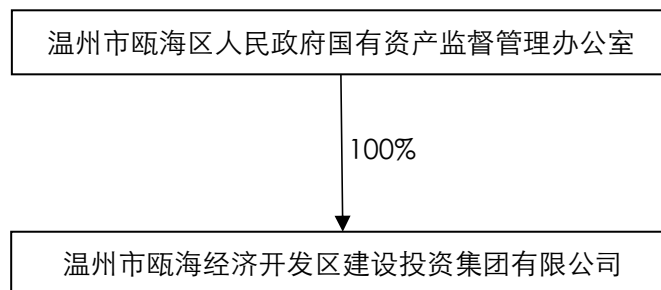 温州市瓯海区人民政府国有资产监督管理办公室
100%
温州市瓯海经济开发区建设投资集团有限公司